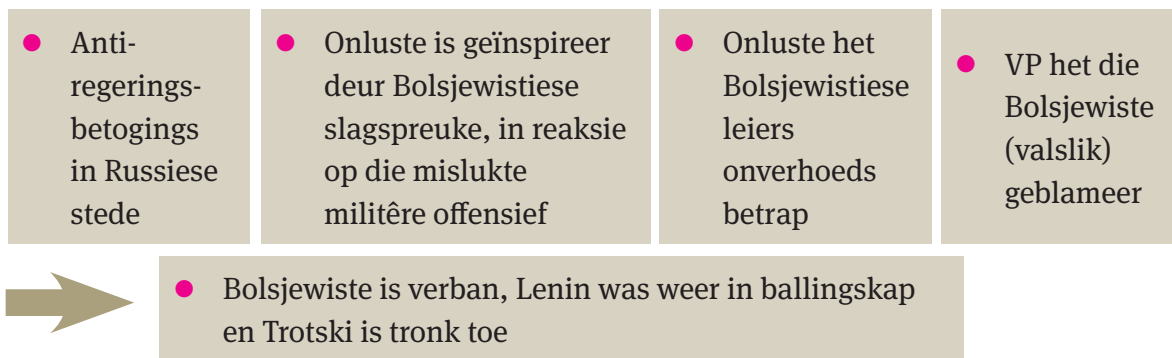 Anti-
regerings-
betogings
in Russiese
stede
Onluste is geïnspireer
deur Bolsjewistiese
slagspreuke, in reaksie
op die mislukte
militêre offensief
Onluste het
Bolsjewistiese
leiers
onverhoeds
betrap
VP het die
Bolsjewiste
(valslik)
geblameer
Bolsjewiste is verban, Lenin was weer in ballingskap
en Trotski is tronk toe